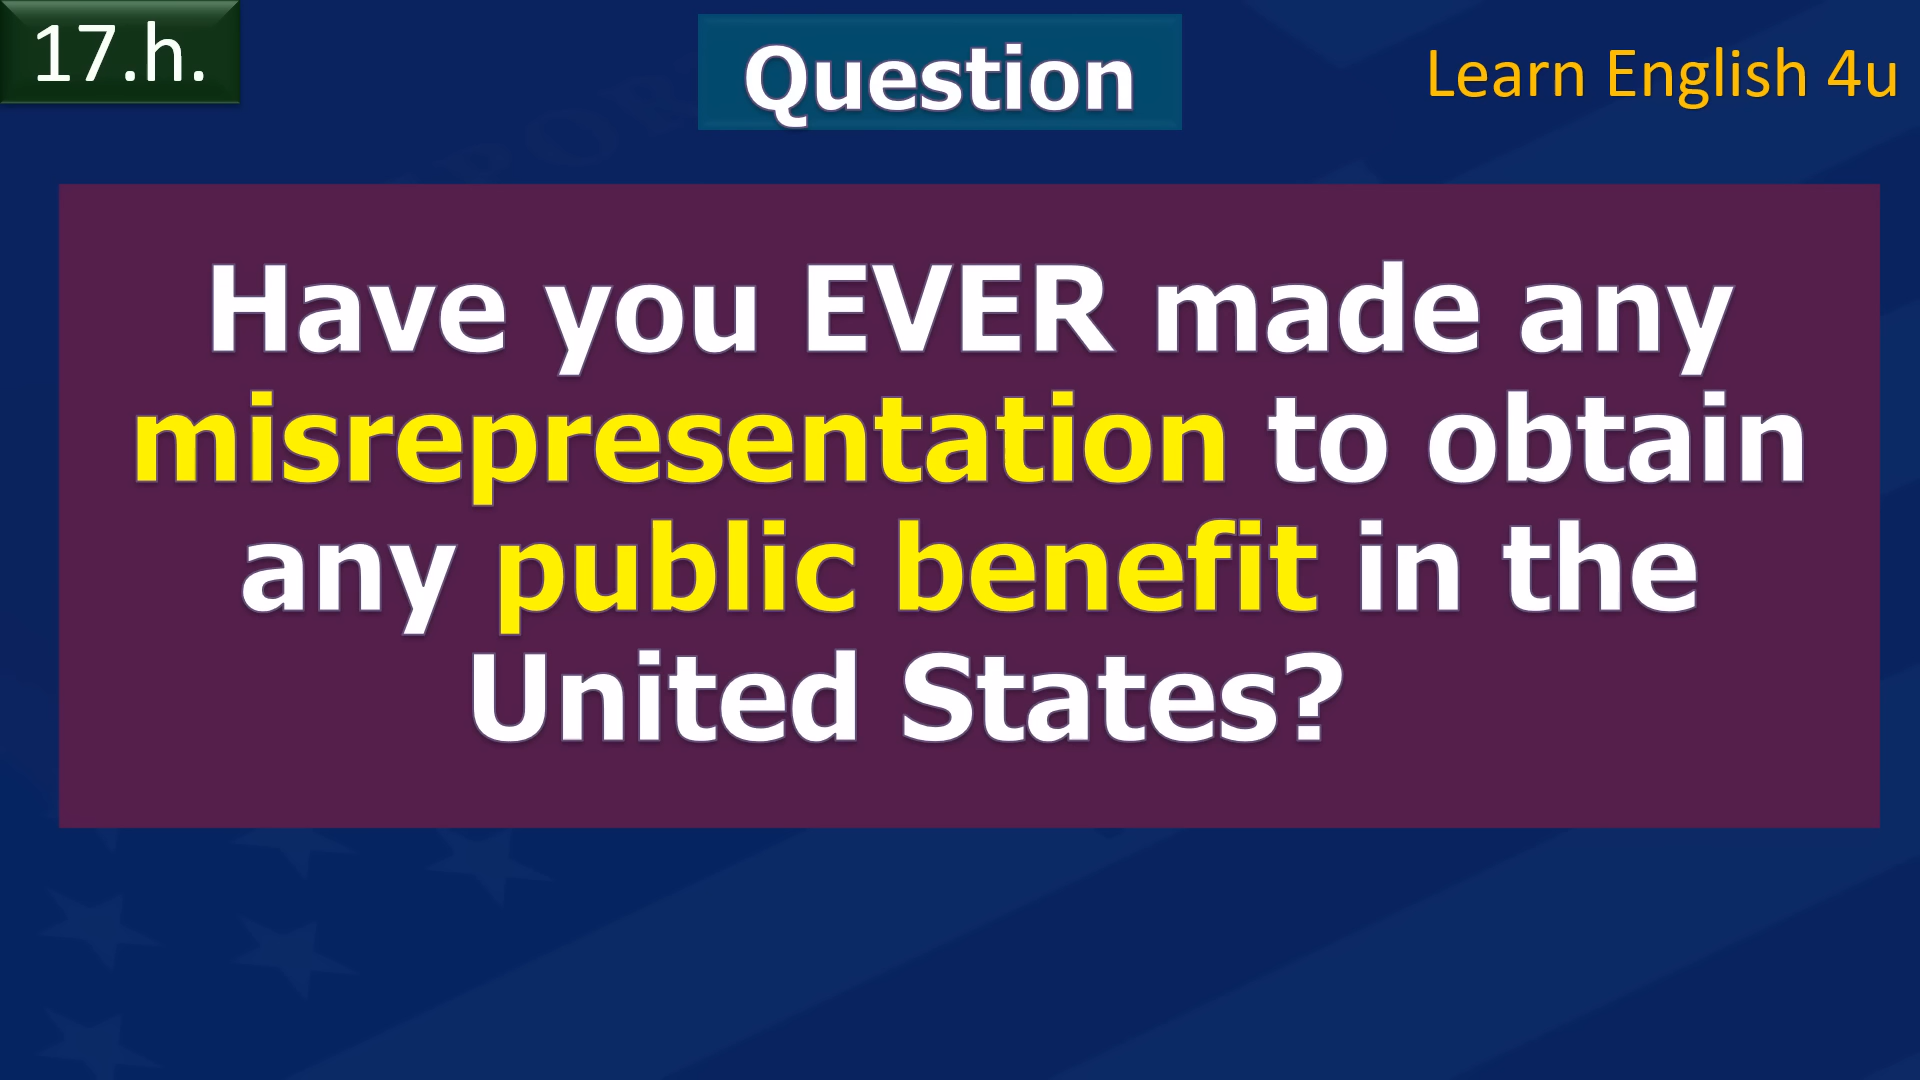 17.h.
Question
Learn English 4u
Have you EVER made any
misrepresentation to obtain
any public benefit in the
United States?